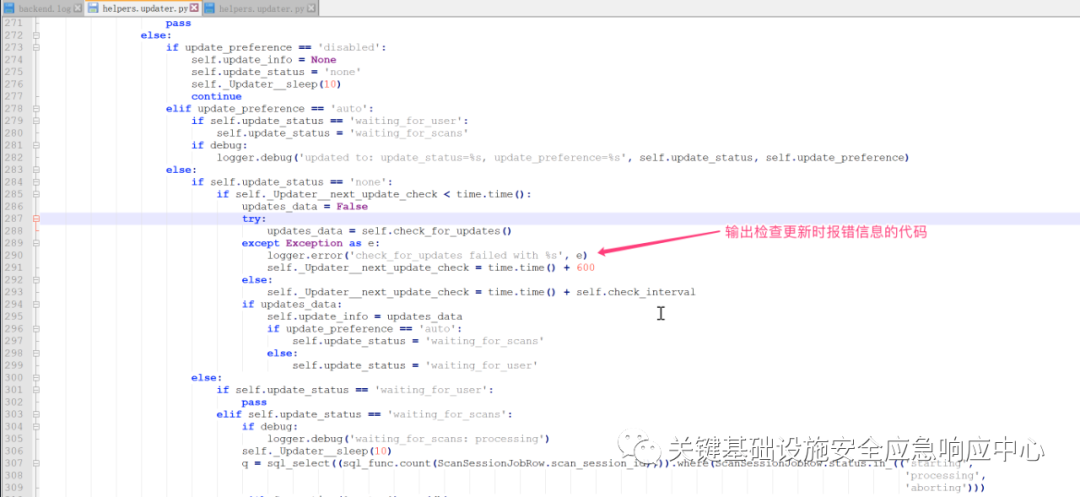 backend.log helpers.updater.py helpers.updater.py
271 pass
272 else:
273 if update_preference == 'disabled':
274 self.update_info = None
275 self.update_status = 'none'
276 self._Updater__sleep(10)
277 continue
278 elif update_preference == 'auto':
279 if self.update_status == 'waiting_for_user':
280 self.update_status = 'waiting_for_scans'
281 if debug:
282 logger.debug('updated to: update_status=%s, update_preference=%s', self.update_status, self.update_preference)
283 else:
284 if self.update_status == 'none':
285 if self._Updater__next_update_check < time.time():
286 updates_data = False
287 try:
288 updates_data = self.check_for_updates()
输出检查更新时报错信息的代码
289 except Exception as e:
290 logger.error('check_for_updates failed with %s', e)
291 self._Updater__next_update_check = time.time() + 600
292 else:
293 self._Updater__next_update_check = time.time() + self.check_interval
294 if updates_data:
295 self.update_info = updates_data
296 if update_preference == 'auto':
297 self.update_status = 'waiting_for_scans'
298 else:
299 self.update_status = 'waiting_for_user'
300 else:
301 if self.update_status == 'waiting_for_user':
302 pass
303 elif self.update_status == 'waiting_for_scans':
304 if debug:
305 logger.debug('waiting_for_scans: processing')
306 self._Updater__sleep(10)
关键基础设施安全应急响应中心
307 q = sql_select((sql_func.count(ScanSessionJobRow.scan_session_id),)).where(ScanSessionJobRow.status.in_(('starting',
308 'processing',
309 'aborting')))